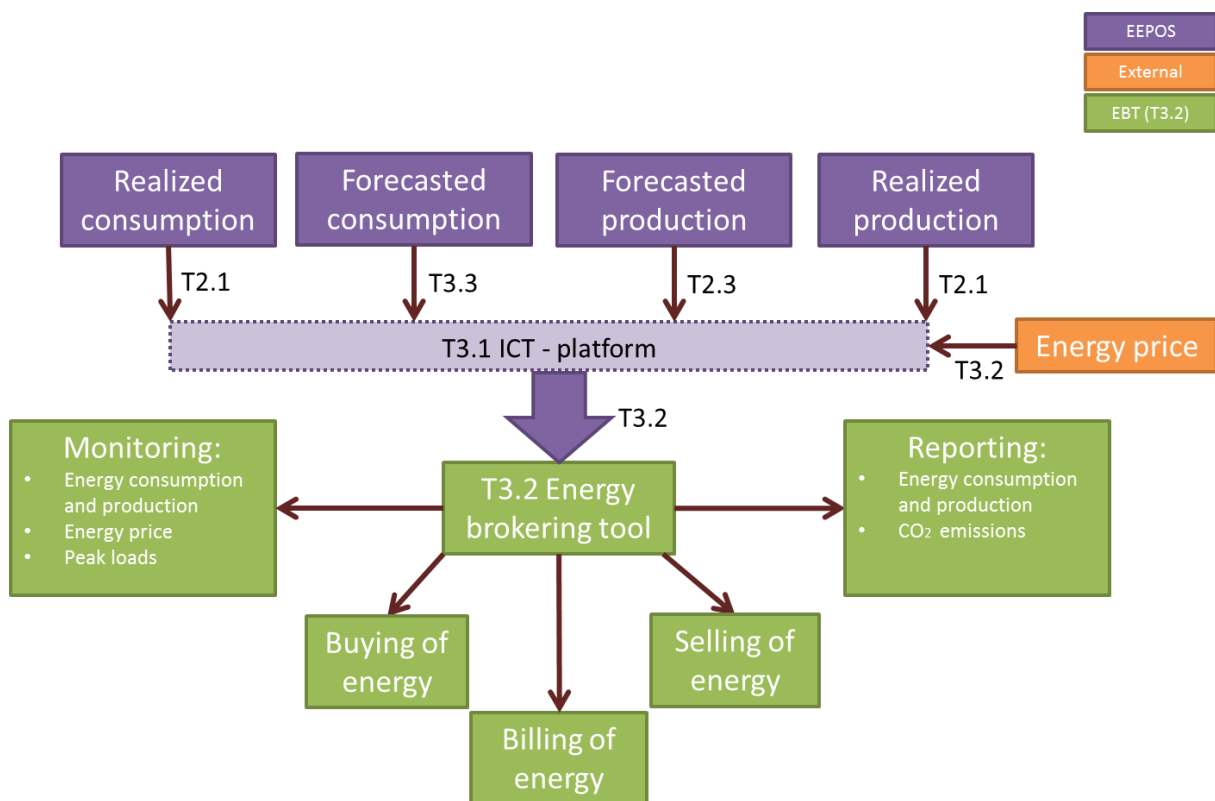 EEPOS
External
EBT (T3.2)
Realized
consumption
Forecasted
consumption
Forecasted
production
Realized
production
T2.1
T3.3
T2.3
T2.1
T3.1 ICT - platform
Energy price
T3.2
T3.2
Monitoring:
• Energy consumption
and production
• Energy price
• Peak loads
T3.2 Energy
brokering tool
Reporting:
• Energy consumption
and production
• CO₂ emissions
Buying of
energy
Selling of
energy
Billing of
energy